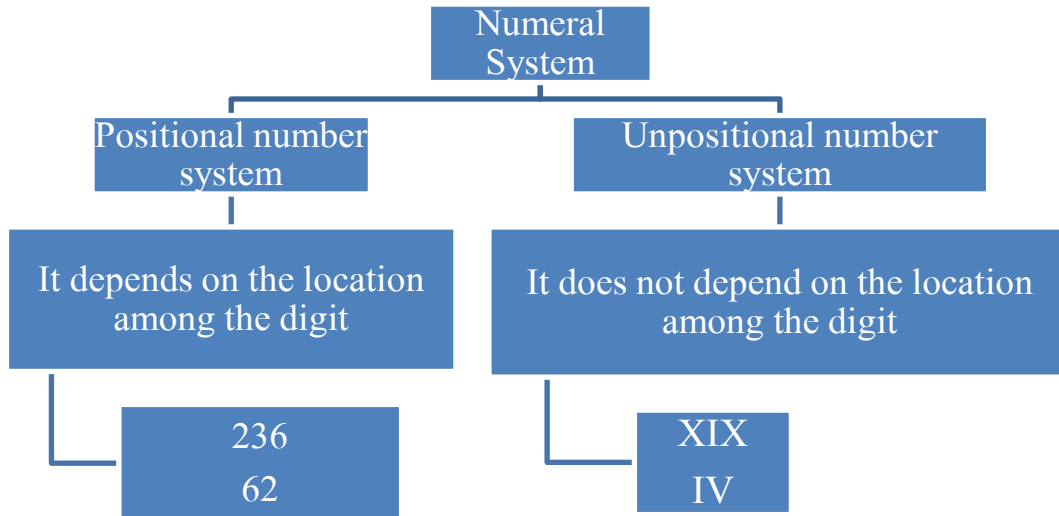 Numeral
System
Positional number
system
Unpositional number
system
It depends on the location
among the digit
It does not depend on the location
among the digit
236
62
XIX
IV